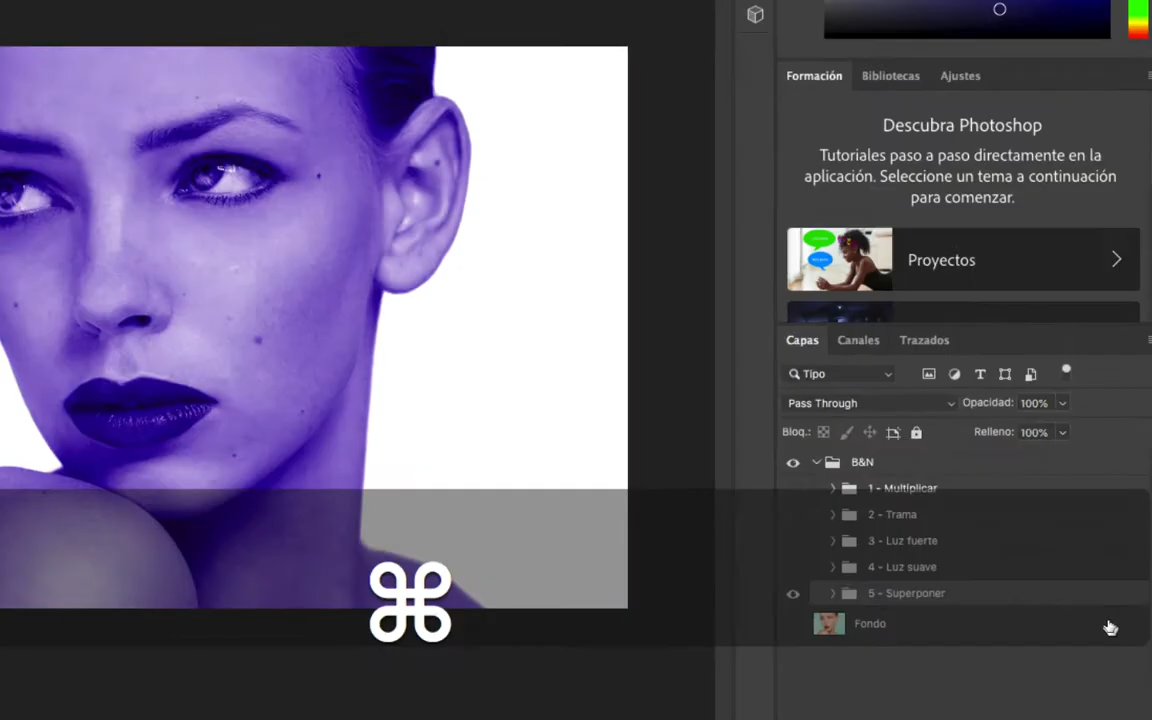 Formación Bibliotecas Ajustes
Descubra Photoshop
Tutoriales paso a paso directamente en la
aplicación. Seleccione un tema a continuación
para comenzar.
Proyectos
Capas Canales Trazados
Tipo
Pass Through Opacidad: 100%
Bloq.: Relleno: 100%
B&N
1 - Multiplicar
2 - Trama
3 - Luz fuerte
4 - Luz suave
5 - Superponer
Fondo